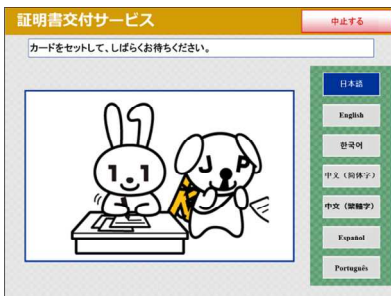 証明書交付サービス
中止する
カードをセットして、しばらくお待ちください。
日本語
English
한국어
中文（简体字）
中文（繁體字）
Español
Português
1 1
J P